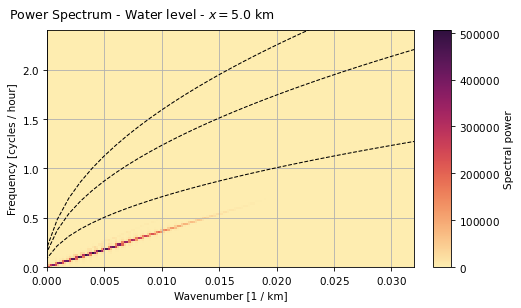 Power Spectrum - Water level - x = 5.0 km
Frequency [cycles / hour]
2.0
1.5
1.0
0.5
0.0
0.000 0.005 0.010 0.015 0.020 0.025 0.030
Wavenumber [1 / km]
500000
400000
300000
200000
100000
0
Spectral power